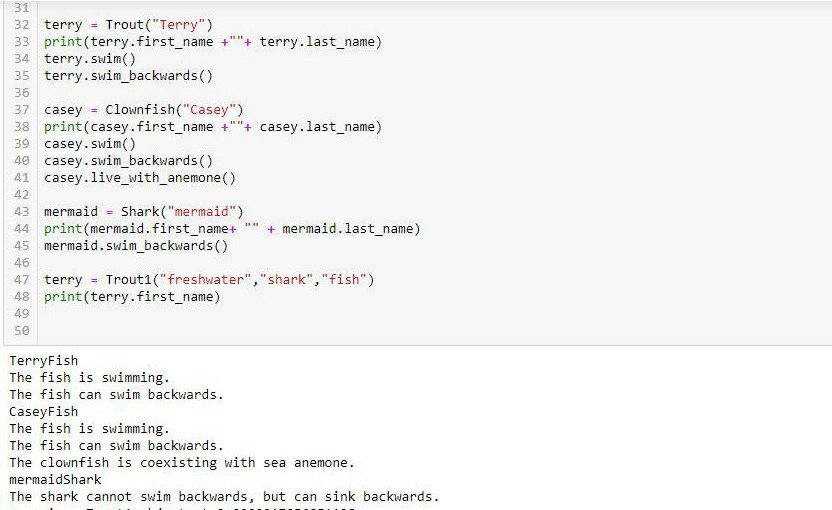 31
32 terry = Trout("Terry")
33 print(terry.first_name +""+ terry.last_name)
34 terry.swim()
35 terry.swim_backwards()
36
37 casey = Clownfish("Casey")
38 print(casey.first_name +""+ casey.last_name)
39 casey.swim()
40 casey.swim_backwards()
41 casey.live_with_anemone()
42
43 mermaid = Shark("mermaid")
44 print(mermaid.first_name+ "" + mermaid.last_name)
45 mermaid.swim_backwards()
46
47 terry = Trout1("freshwater","shark","fish")
48 print(terry.first_name)
49
50
TerryFish
The fish is swimming.
The fish can swim backwards.
CaseyFish
The fish is swimming.
The fish can swim backwards.
The clownfish is coexisting with sea anemone.
mermaidShark
The shark cannot swim backwards, but can sink backwards.